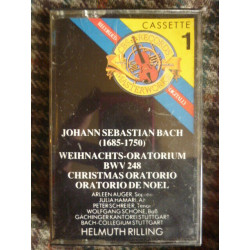 CASSETTE
1
JOHANN SEBASTIAN BACH
(1685-1750)
WEIHNACHTS-ORATORIUM
BWV 248
CHRISTMAS ORATORIO
ORATORIO DE NOEL
ARLEEN AUGER, Sopran
JULIA HAMARI, Alt
PETER SCHREIER, Tenor
WOLFGANG SCHÖNE, Baß
GÄCHINGER KANTOREI STUTTGART
BACH-COLLEGIUM STUTTGART
HELMUTH RILLING